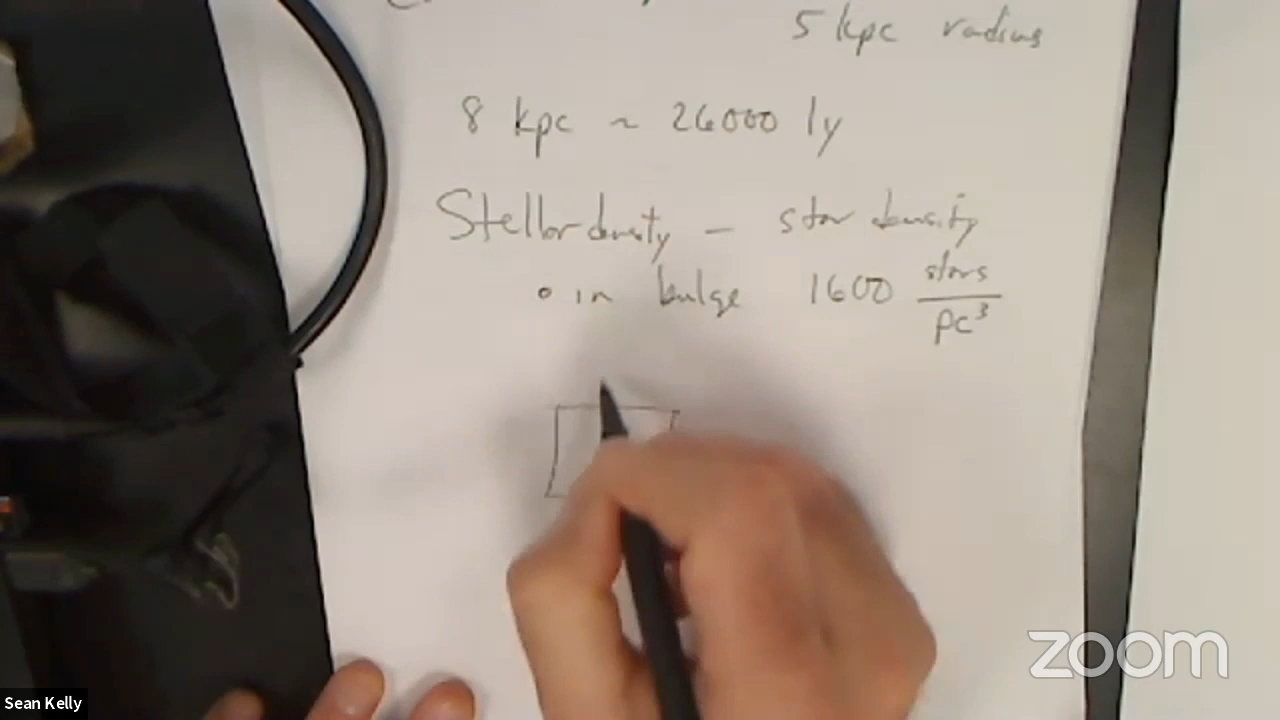 5 kpc radius
8 kpc ~ 26000 ly
Stellar density – star density
• in bulge 1600 stars
pc³
zoom
Sean Kelly